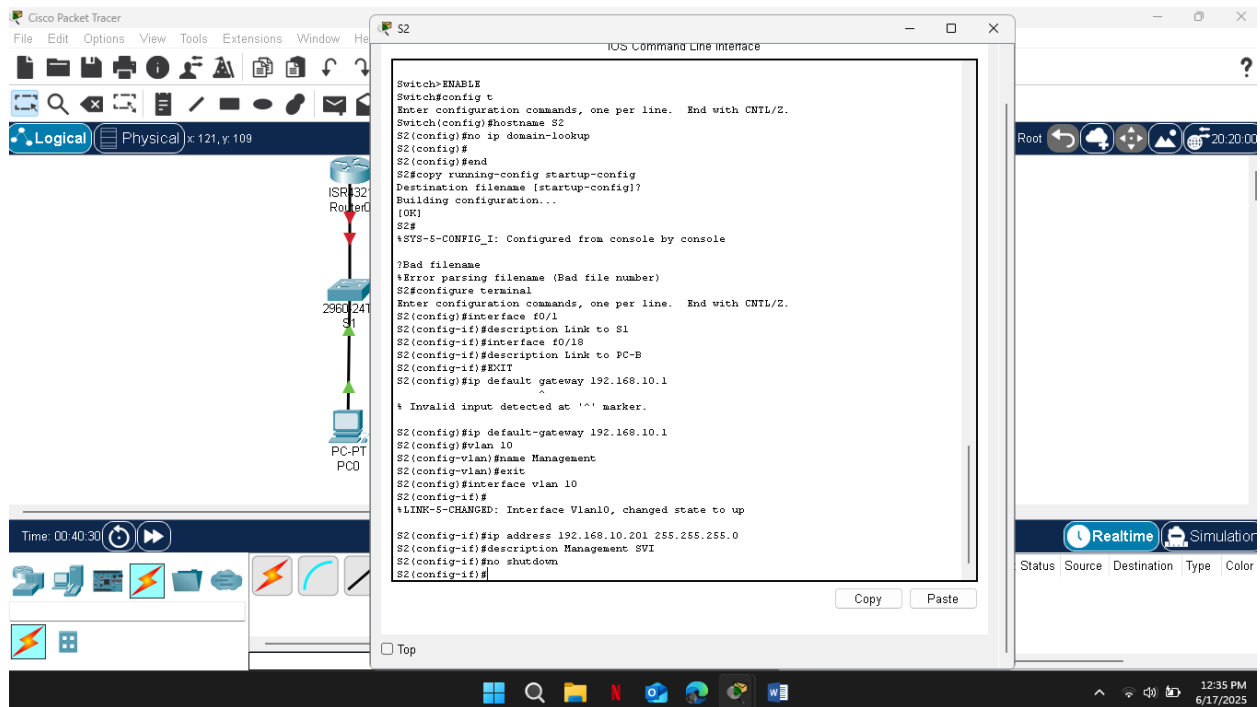 Cisco Packet Tracer
File Edit Options View Tools Extensions Window He
S2
IOS Command Line Interface
?
Logical
Physical
x: 121, y: 109
Root
20:20:00
ISR432
Router0
2960-24T
S1
PC-PT
PC0
Switch>ENABLE
Switch#config t
Enter configuration commands, one per line. End with CNTL/Z.
Switch(config)#hostname S2
S2(config)#no ip domain-lookup
S2(config)#
S2(config)#end
S2#copy running-config startup-config
Destination filename [startup-config]?
Building configuration...
[OK]
S2#
%SYS-5-CONFIG_I: Configured from console by console
?Bad filename
%Error parsing filename (Bad file number)
S2#configure terminal
Enter configuration commands, one per line. End with CNTL/Z.
S2(config)#interface f0/1
S2(config-if)#description Link to S1
S2(config-if)#interface f0/18
S2(config-if)#description Link to PC-B
S2(config-if)#EXIT
S2(config)#ip default gateway 192.168.10.1
^
% Invalid input detected at '^' marker.
S2(config)#ip default-gateway 192.168.10.1
S2(config)#vlan 10
S2(config-vlan)#name Management
S2(config-vlan)#exit
S2(config)#interface vlan 10
S2(config-if)#
%LINK-5-CHANGED: Interface Vlan10, changed state to up
S2(config-if)#ip address 192.168.10.201 255.255.255.0
S2(config-if)#description Management SVI
S2(config-if)#no shutdown
S2(config-if)#
Copy
Paste
Top
Time: 00:40:30
Realtime
Simulation
Status Source Destination Type Color
12:35 PM
6/17/2025